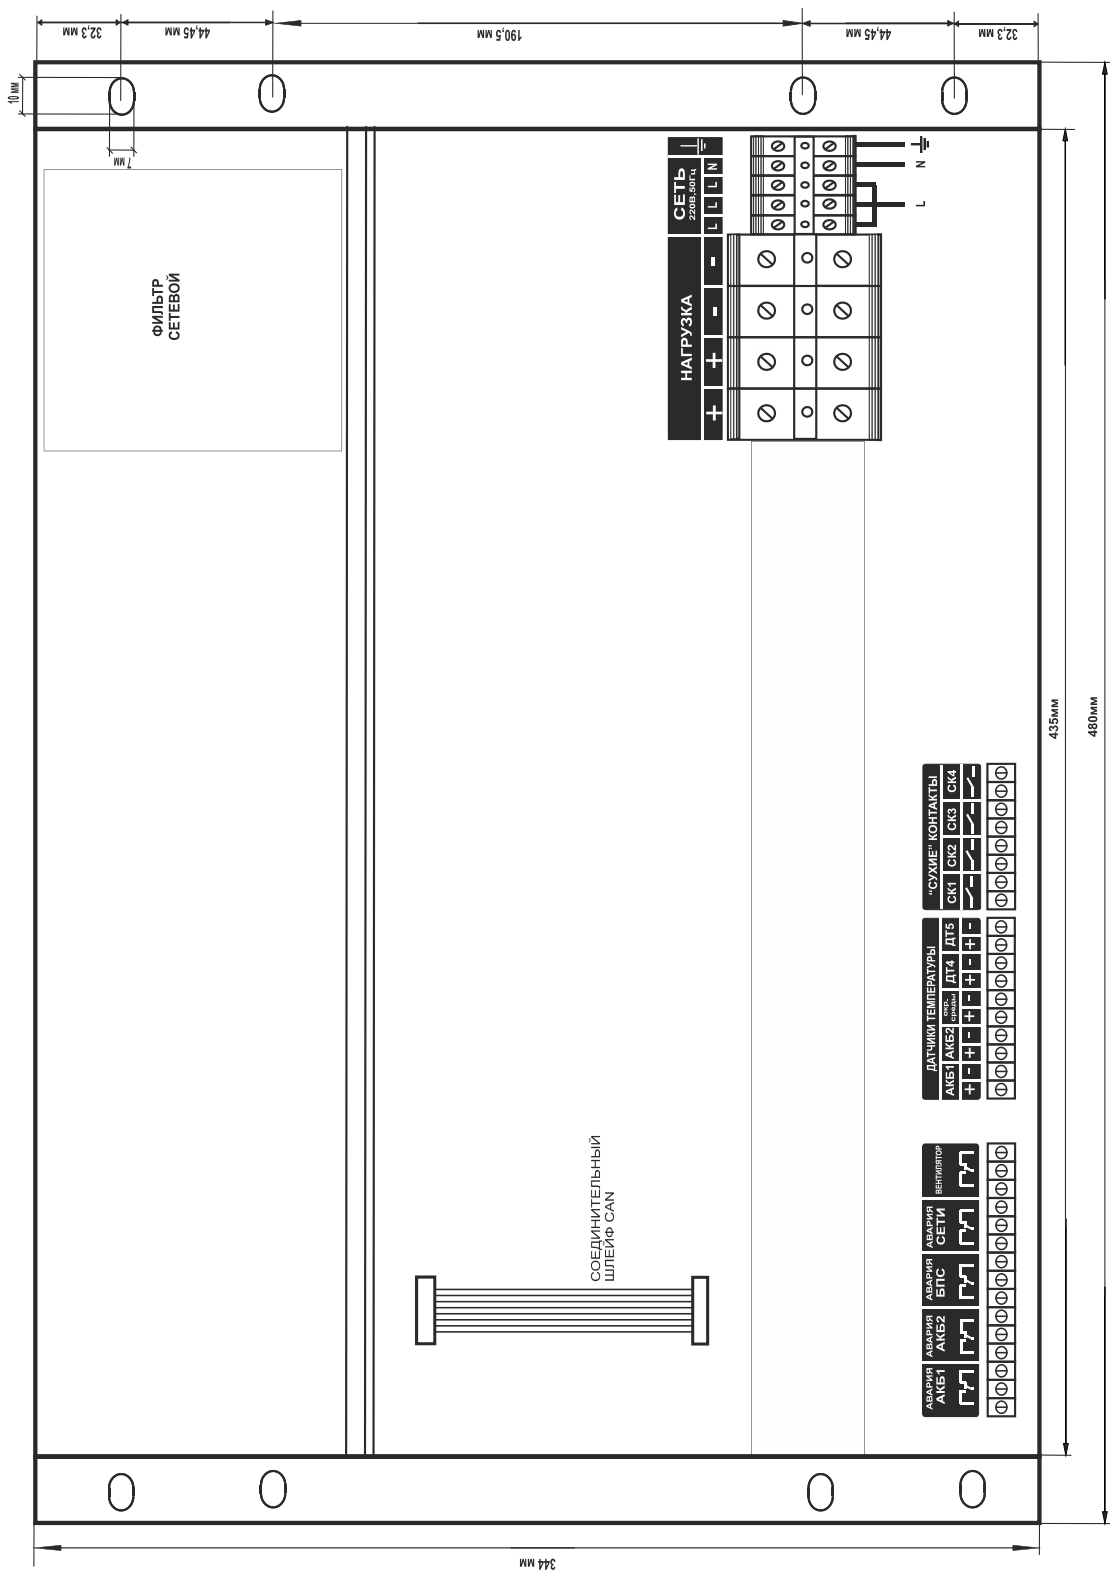 32,3 мм
44,45 мм
190,5 мм
44,45 мм
32,3 мм
10 мм
7 мм
ФИЛЬТР
СЕТЕВОЙ
СЕТЬ
220В,50Гц
L L L N
НАГРУЗКА
+ + - -
N
L
435мм
480мм
"СУХИЕ" КОНТАКТЫ
СК1 СК2 СК3 СК4
ДАТЧИКИ ТЕМПЕРАТУРЫ
АКБ1 АКБ2 окр. среды ДТ4 ДТ5
+ - + - + - + - + -
СОЕДИНИТЕЛЬНЫЙ
ШЛЕЙФ CAN
АВАРИЯ
АКБ1
АВАРИЯ
АКБ2
АВАРИЯ
БПС
АВАРИЯ
СЕТИ
ВЕНТИЛЯТОР
344 мм